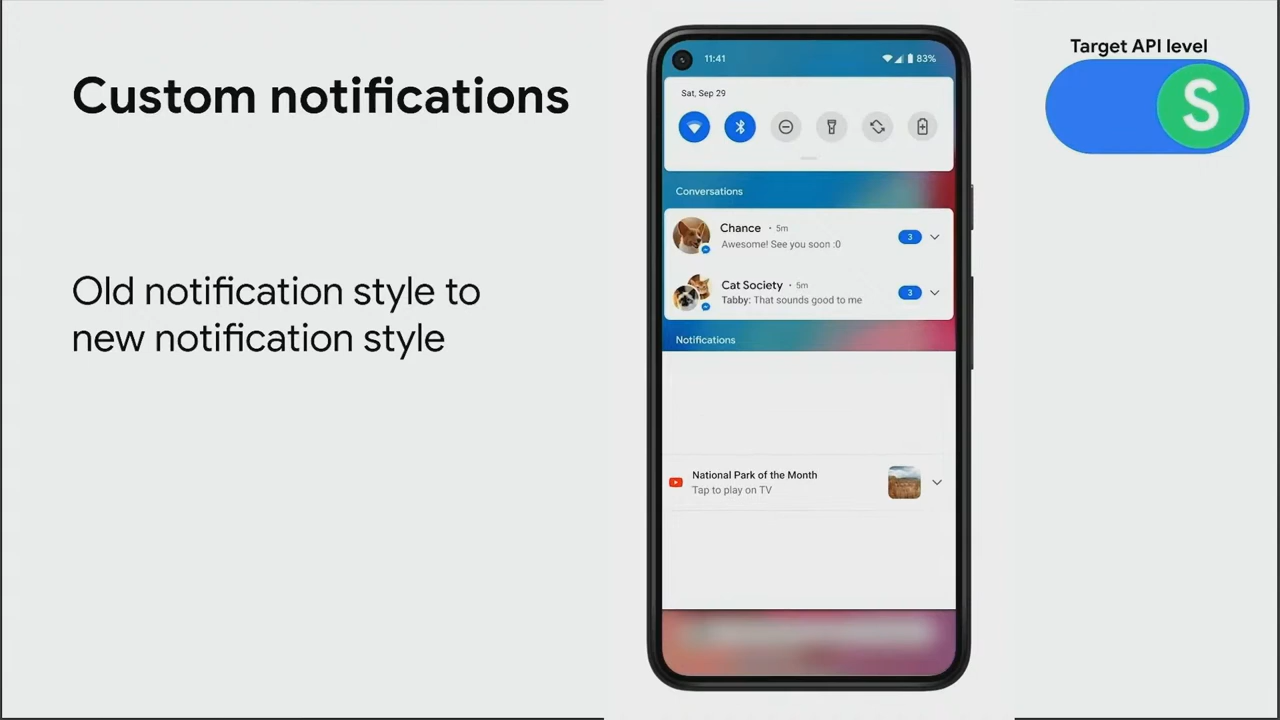 Custom notifications
Old notification style to
new notification style
11:41
83%
Sat, Sep 29
Conversations
Chance • 5m
Awesome! See you soon :0
3
Cat Society • 5m
Tabby: That sounds good to me
3
Notifications
National Park of the Month
Tap to play on TV
Target API level
S